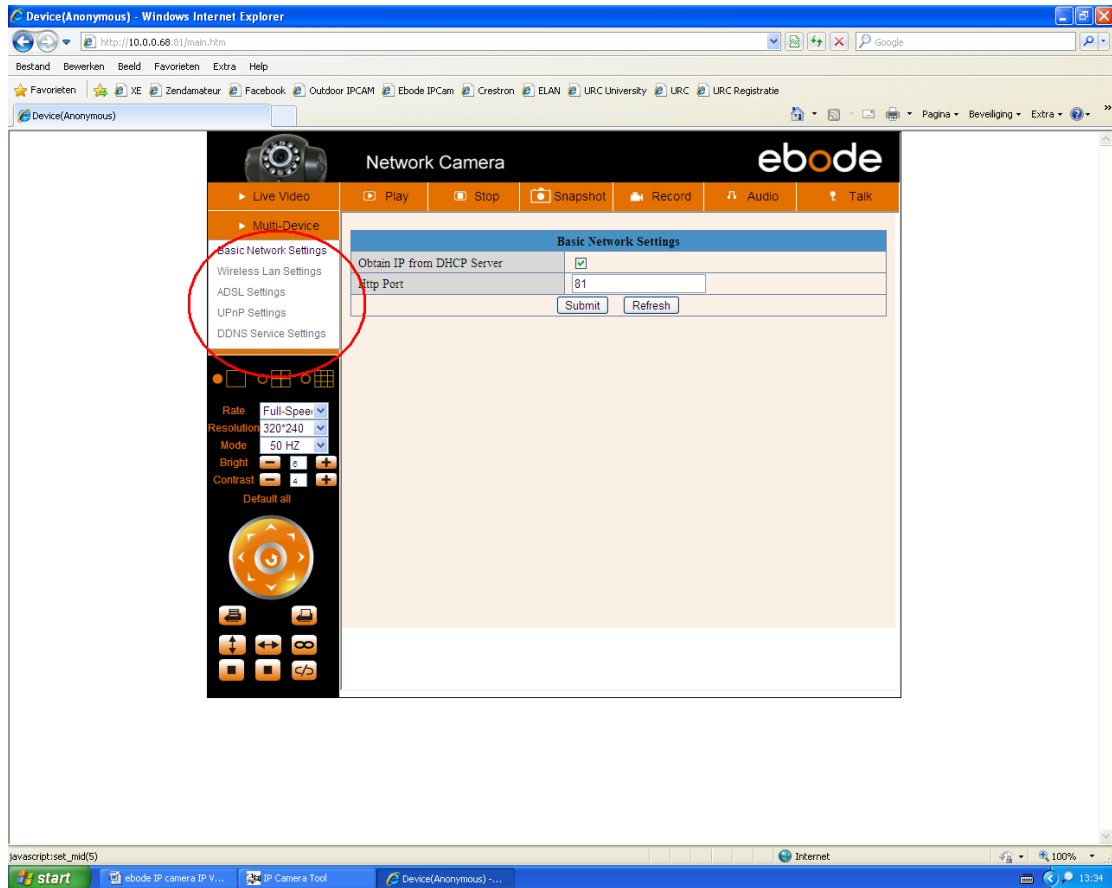 Device(Anonymous) - Windows Internet Explorer
http://10.0.0.68:81/main.htm
Google
Bestand Bewerken Beeld Favorieten Extra Help
Favorieten XE Zendamateur Facebook Outdoor IPCAM Ebode IPCam Crestron ELAN URC University URC URC Registratie
Device(Anonymous)
Pagina Beveiliging Extra
Network Camera
ebode
Live Video Play Stop Snapshot Record Audio Talk
Multi-Device
Basic Network Settings
Wireless Lan Settings
ADSL Settings
UPnP Settings
DDNS Service Settings
Basic Network Settings
Obtain IP from DHCP Server
Http Port 81
Submit Refresh
Rate Full-Speed
Resolution 320*240
Mode 50 HZ
Bright 6
Contrast 4
Default all
javascript:set_mid(5)
Internet
100%
start
ebode IP camera IP V...
IP Camera Tool
Device(Anonymous) -...
13:34